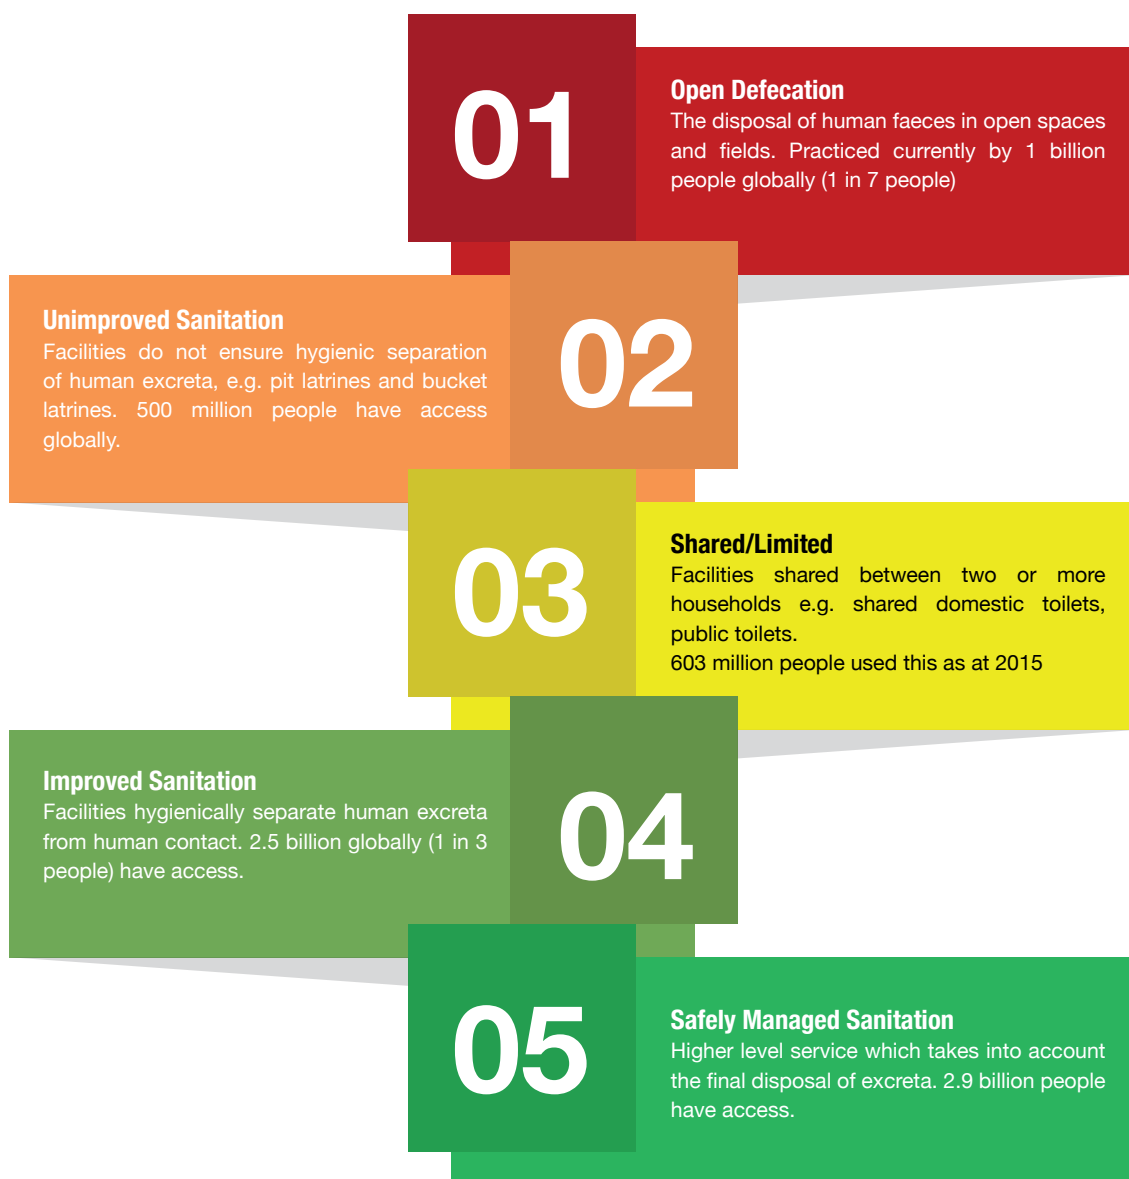 01
Open Defecation
The disposal of human faeces in open spaces
and fields. Practiced currently by 1 billion
people globally (1 in 7 people)
02
Unimproved Sanitation
Facilities do not ensure hygienic separation
of human excreta, e.g. pit latrines and bucket
latrines. 500 million people have access
globally.
03
Shared/Limited
Facilities shared between two or more
households e.g. shared domestic toilets,
public toilets.
603 million people used this as at 2015
04
Improved Sanitation
Facilities hygienically separate human excreta
from human contact. 2.5 billion globally (1 in 3
people) have access.
05
Safely Managed Sanitation
Higher level service which takes into account
the final disposal of excreta. 2.9 billion people
have access.